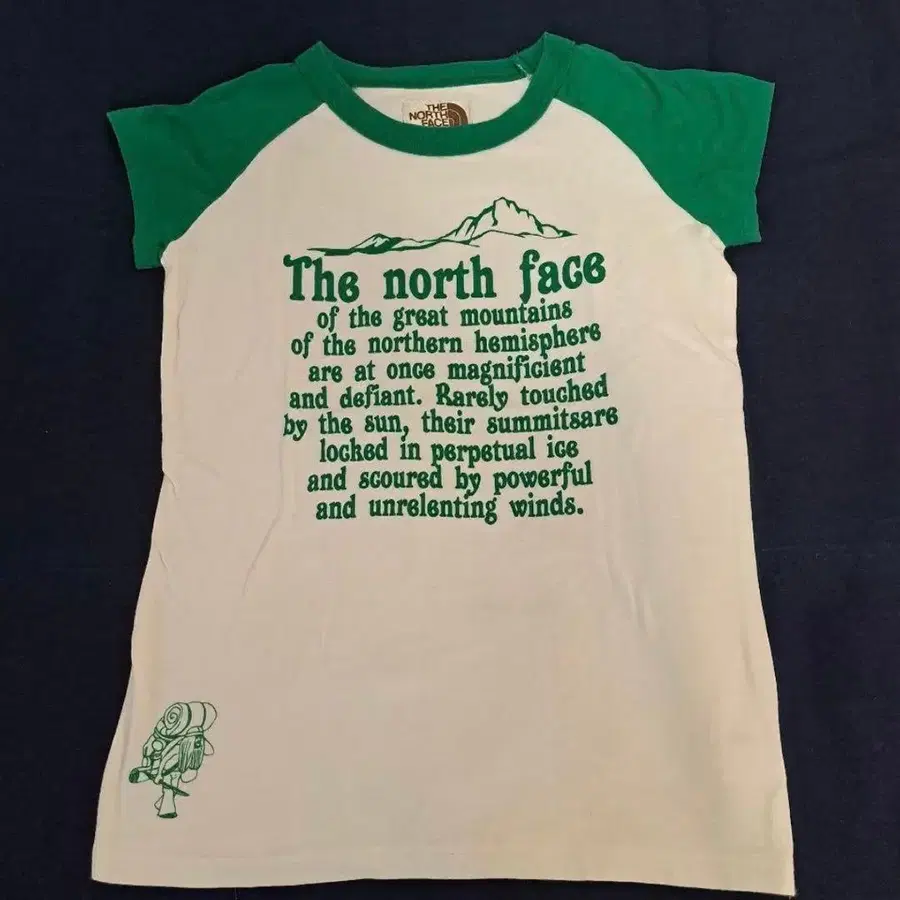 THE
NORTH
FACE
The north face
of the great mountains
of the northern hemisphere
are at once magnificient
and defiant. Rarely touched
by the sun, their summitsare
locked in perpetual ice
and scoured by powerful
and unrelenting winds.